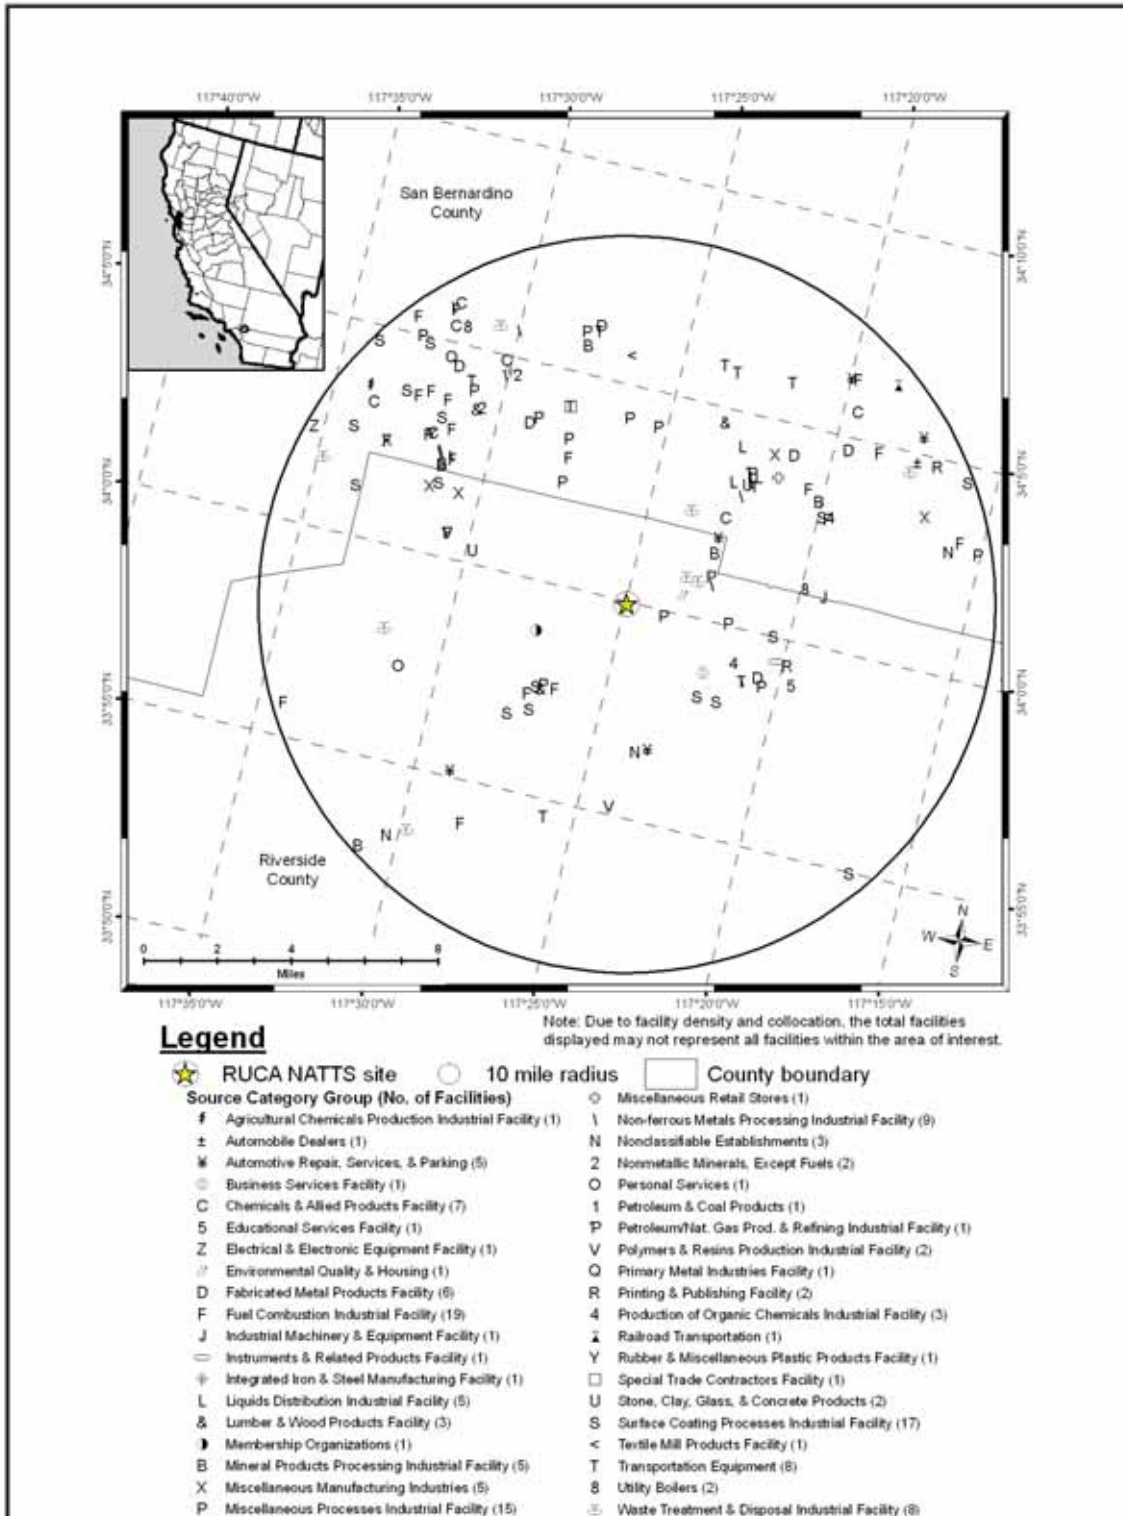 117°40'0"W 117°35'0"W 117°30'0"W 117°25'0"W 117°20'0"W
San Bernardino
County
34°5'0"N
34°10'0"N
34°0'0"N
34°5'0"N
33°55'0"N
34°0'0"N
33°50'0"N
33°55'0"N
Riverside
County
N
W E
S
0 2 4 8
Miles
117°35'0"W 117°30'0"W 117°25'0"W 117°20'0"W 117°15'0"W
Legend
Note: Due to facility density and collocation, the total facilities
displayed may not represent all facilities within the area of interest.
RUCA NATTS site 10 mile radius County boundary
Source Category Group (No. of Facilities)
Agricultural Chemicals Production Industrial Facility (1)
± Automobile Dealers (1)
¥ Automotive Repair, Services, & Parking (5)
Business Services Facility (1)
C Chemicals & Allied Products Facility (7)
5 Educational Services Facility (1)
Z Electrical & Electronic Equipment Facility (1)
Environmental Quality & Housing (1)
D Fabricated Metal Products Facility (6)
F Fuel Combustion Industrial Facility (19)
J Industrial Machinery & Equipment Facility (1)
Instruments & Related Products Facility (1)
Integrated Iron & Steel Manufacturing Facility (1)
L Liquids Distribution Industrial Facility (5)
& Lumber & Wood Products Facility (3)
Membership Organizations (1)
B Mineral Products Processing Industrial Facility (5)
X Miscellaneous Manufacturing Industries (5)
P Miscellaneous Processes Industrial Facility (15)
Miscellaneous Retail Stores (1)
\ Non-ferrous Metals Processing Industrial Facility (9)
N Nonclassifiable Establishments (3)
2 Nonmetallic Minerals, Except Fuels (2)
O Personal Services (1)
1 Petroleum & Coal Products (1)
P Petroleum/Nat. Gas Prod. & Refining Industrial Facility (1)
V Polymers & Resins Production Industrial Facility (2)
Q Primary Metal Industries Facility (1)
R Printing & Publishing Facility (2)
4 Production of Organic Chemicals Industrial Facility (3)
Railroad Transportation (1)
Y Rubber & Miscellaneous Plastic Products Facility (1)
Special Trade Contractors Facility (1)
U Stone, Clay, Glass, & Concrete Products (2)
S Surface Coating Processes Industrial Facility (17)
< Textile Mill Products Facility (1)
T Transportation Equipment (8)
8 Utility Boilers (2)
Waste Treatment & Disposal Industrial Facility (8)